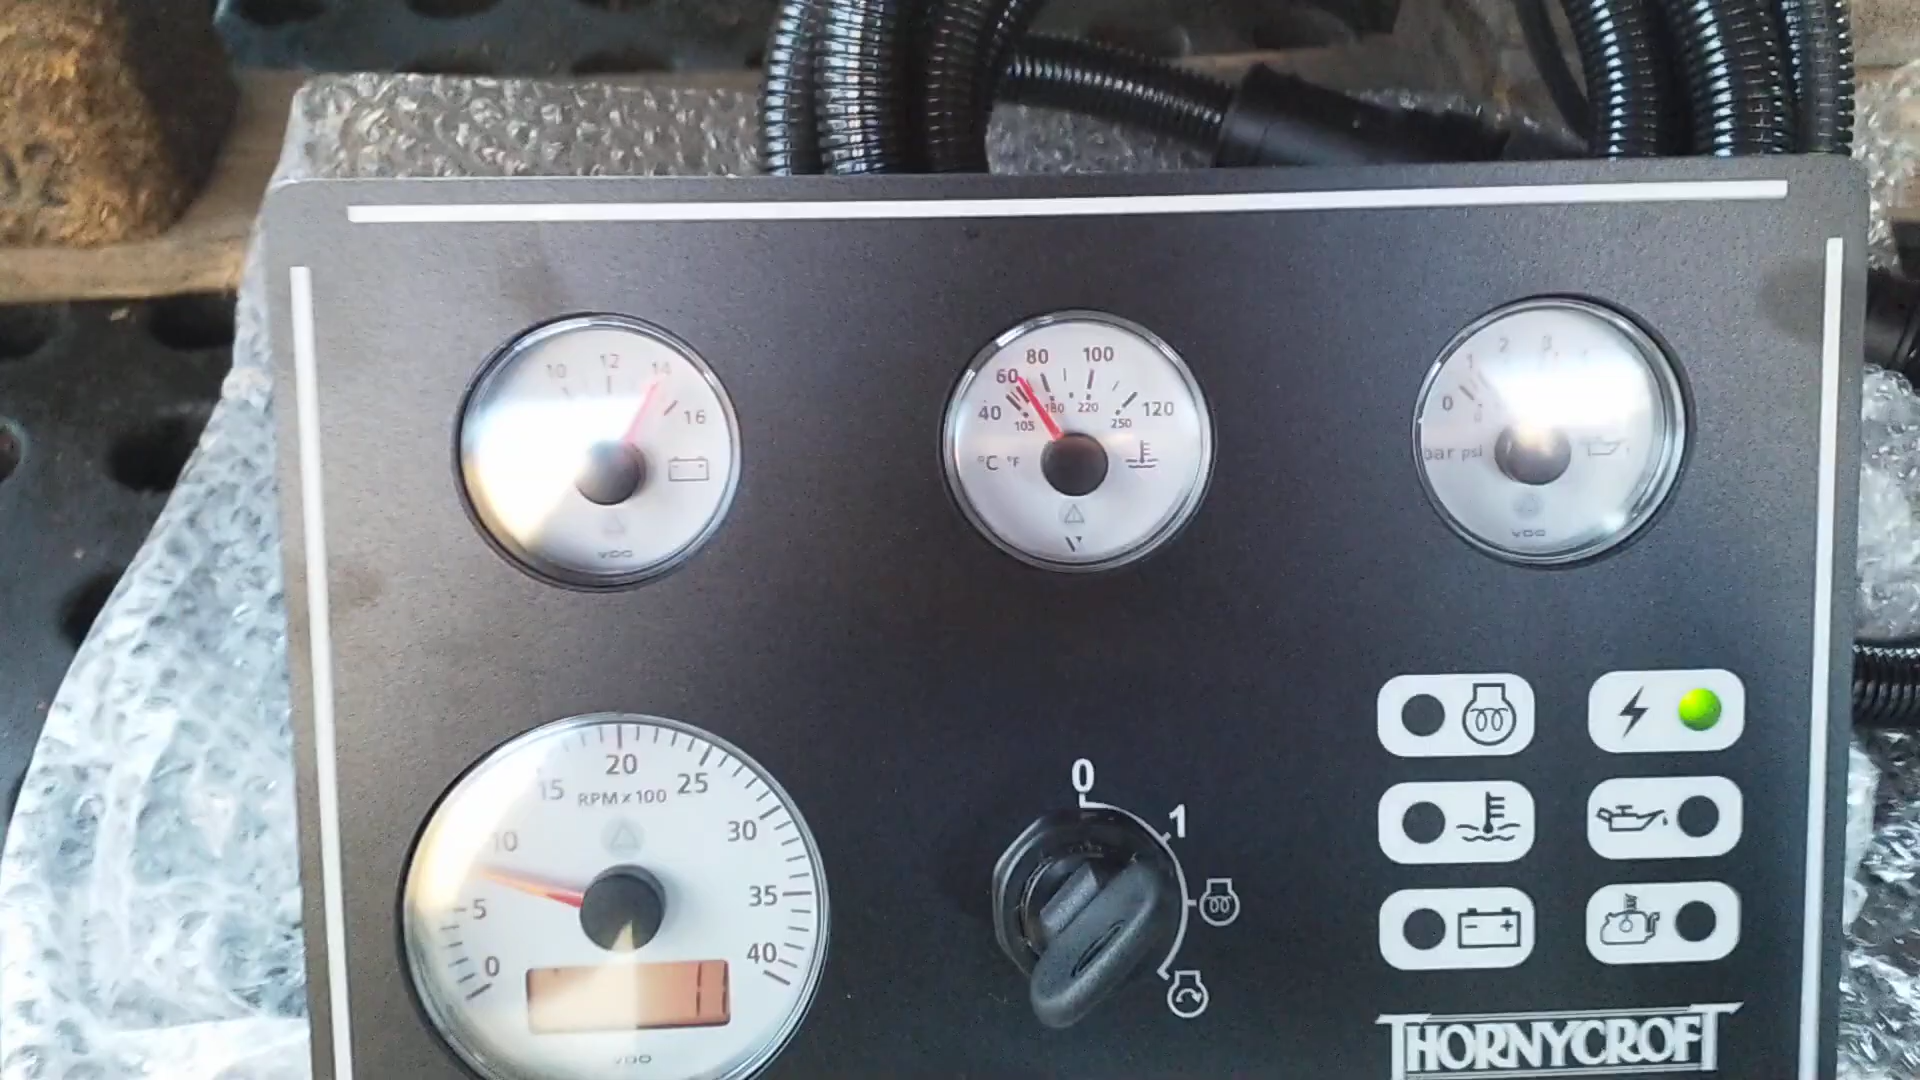 10 12 14 16
VDO
40 60 80 100 120
105 180 220 250
°C °F
0 1 2 3
bar psi
VDO
0 5 10 15 20 25 30 35 40
RPM x 100
VDO
0
1
- +
THORNYCROFT